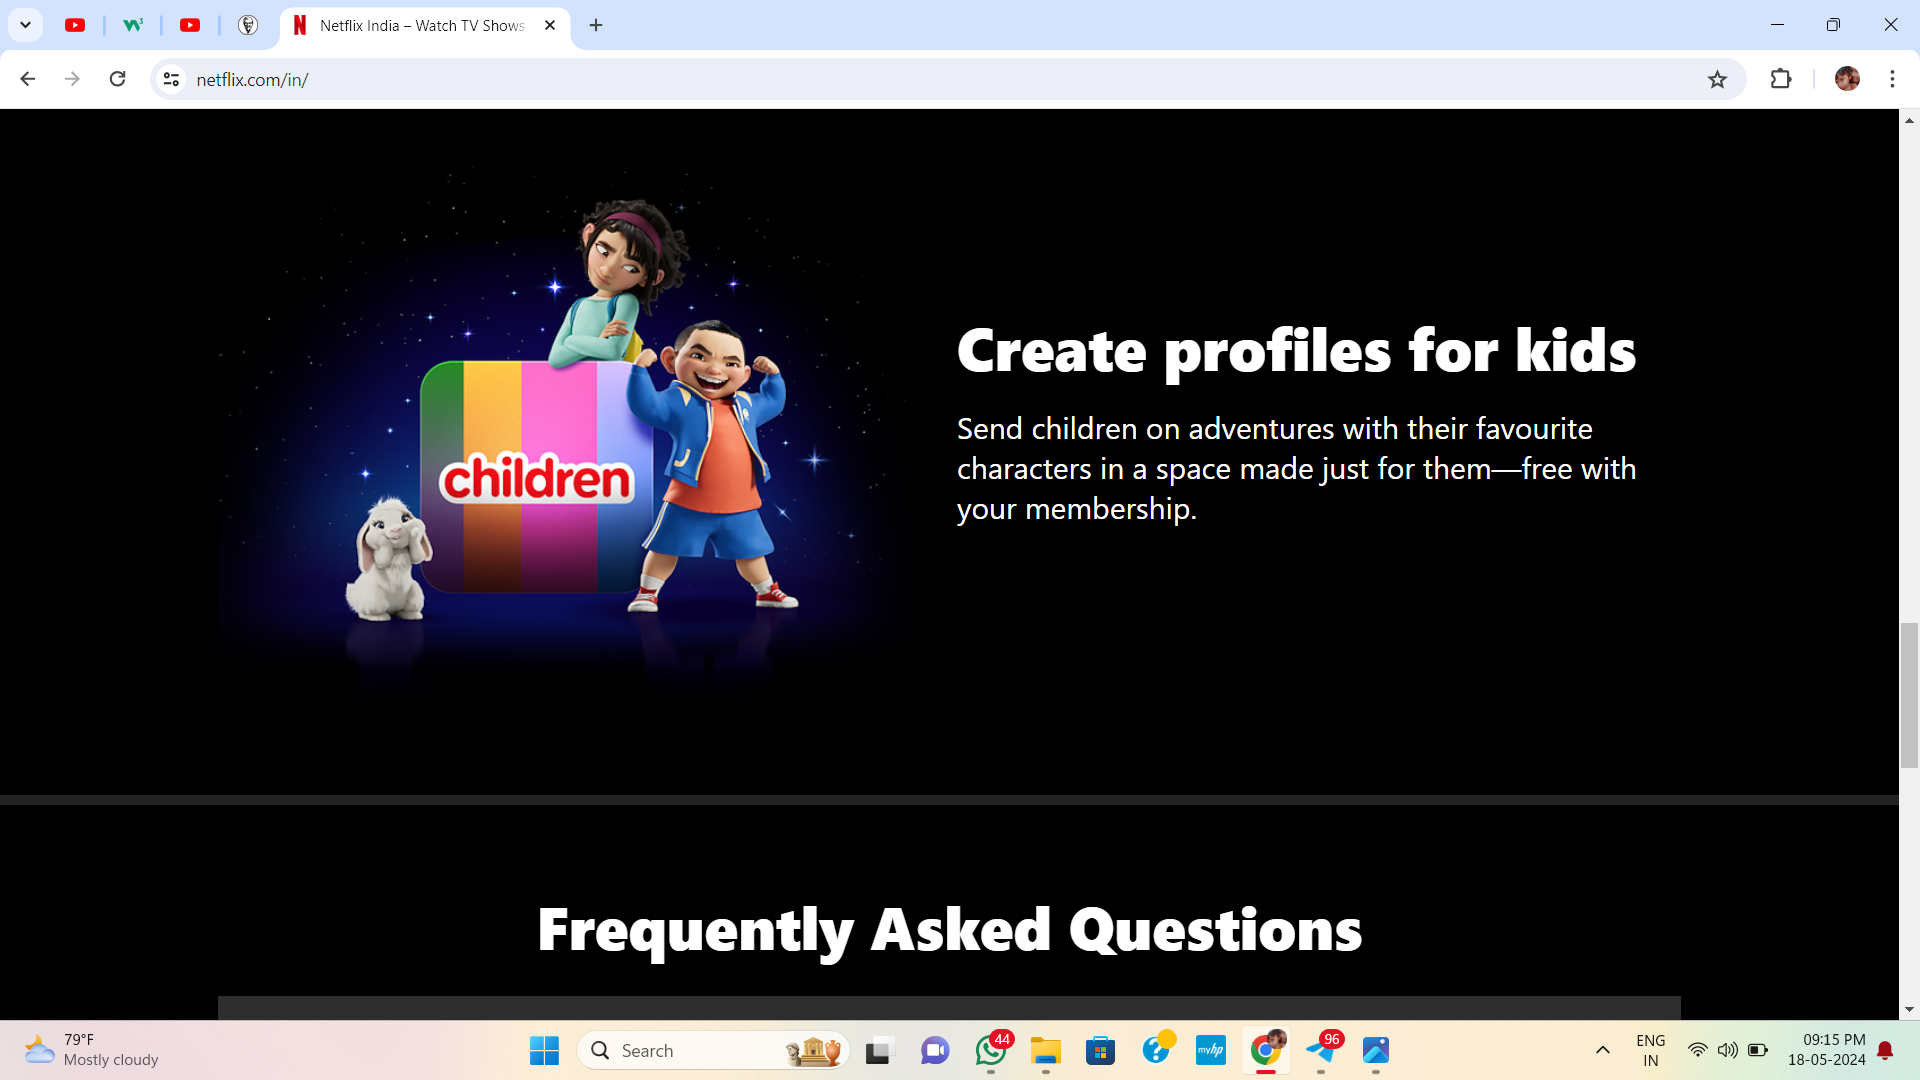 Netflix India – Watch TV Shows
netflix.com/in/
children
Create profiles for kids
Send children on adventures with their favourite
characters in a space made just for them—free with
your membership.
Frequently Asked Questions
79°F
Mostly cloudy
Search
44
myhp
96
ENG
IN
09:15 PM
18-05-2024